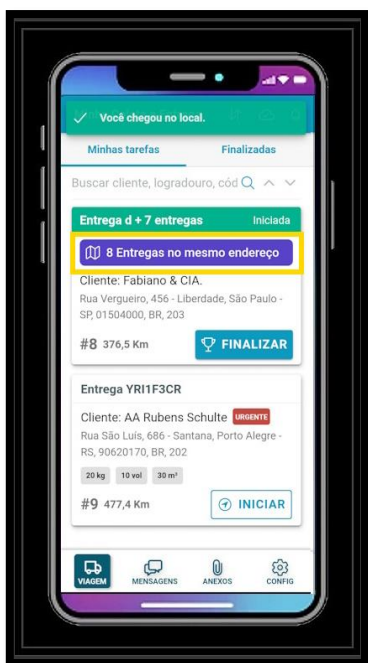 Você chegou no local.
Minhas tarefas
Finalizadas
Buscar cliente, logradouro, cód
Entrega d + 7 entregas
Iniciada
8 Entregas no mesmo endereço
Cliente: Fabiano & CIA.
Rua Vergueiro, 456 - Liberdade, São Paulo -
SP, 01504000, BR, 203
#8 376,5 Km
FINALIZAR
Entrega YRI1F3CR
Cliente: AA Rubens Schulte URGENTE
Rua São Luís, 686 - Santana, Porto Alegre -
RS, 90620170, BR, 202
20 kg 10 vol 30 m³
#9 477,4 Km
INICIAR
VIAGEM
MENSAGENS
ANEXOS
CONFIG